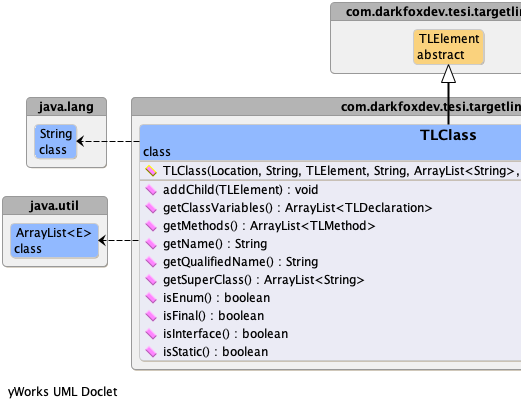 com.darkfoxdev.tesi.targetlin
TLElement
abstract
java.lang
String
class
com.darkfoxdev.tesi.targetlin
TLClass
class
TLClass(Location, String, TLElement, String, ArrayList<String>,
java.util
ArrayList<E>
class
addChild(TLElement) : void
getClassVariables() : ArrayList<TLDeclaration>
getMethods() : ArrayList<TLMethod>
getName() : String
getQualifiedName() : String
getSuperClass() : ArrayList<String>
isEnum() : boolean
isFinal() : boolean
isInterface() : boolean
isStatic() : boolean
yWorks UML Doclet